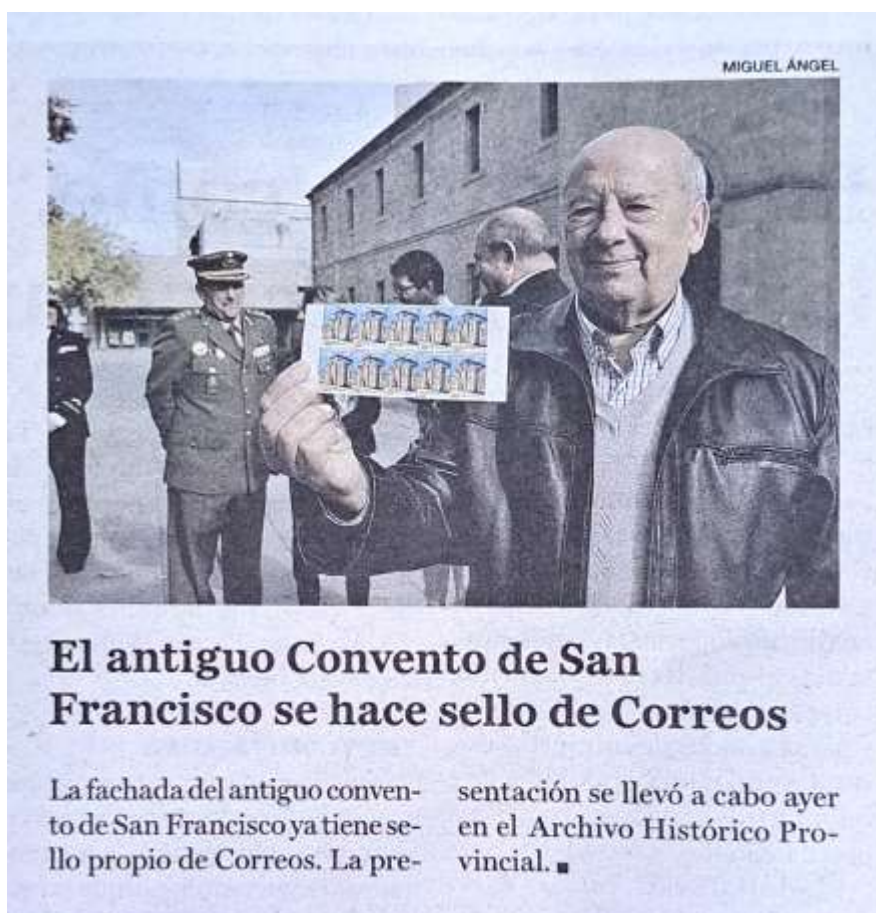 MIGUEL ÁNGEL
El antiguo Convento de San
Francisco se hace sello de Correos
La fachada del antiguo conven-
to de San Francisco ya tiene se-
llo propio de Correos. La pre-
sentación se llevó a cabo ayer
en el Archivo Histórico Pro-
vincial.